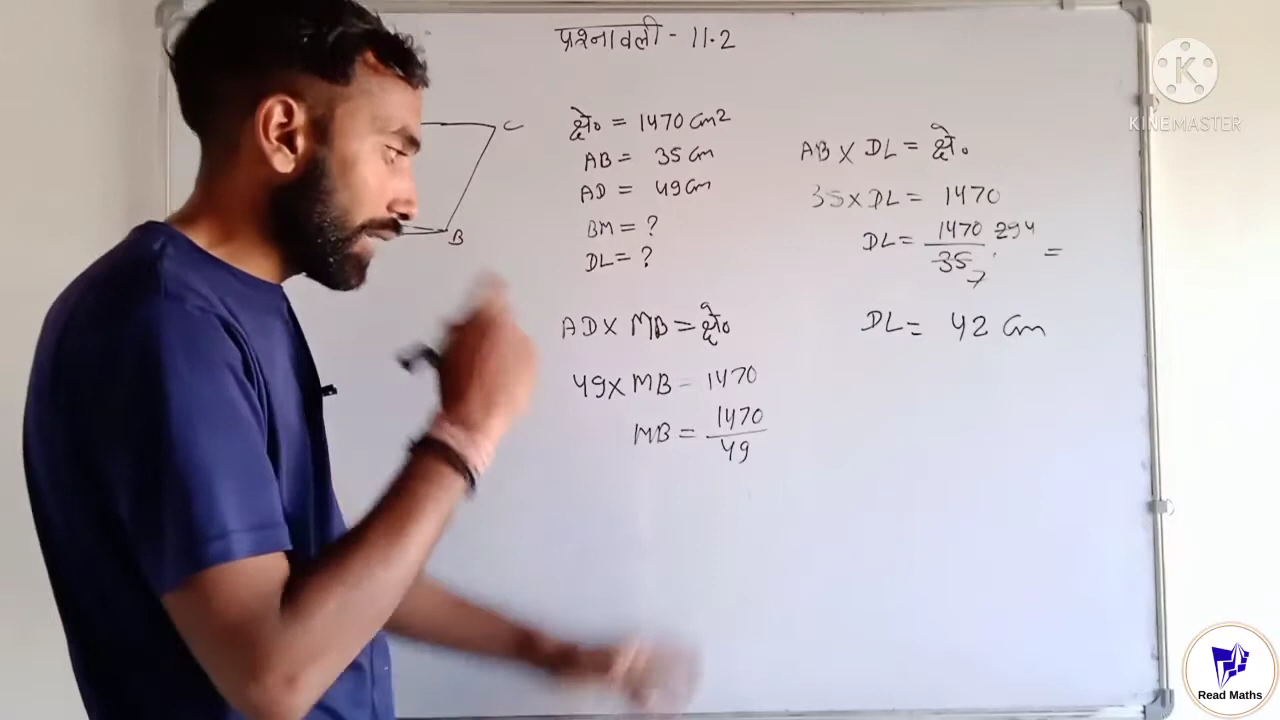 प्रश्नावली - 11.2
C
B
क्षे० = 1470 cm2
AB = 35 cm
AD = 49 cm
BM = ?
DL = ?
AD x MB = क्षे०
49 x MB = 1470
MB = 1470
49
AB x DL = क्षे०
35 x DL = 1470
DL = 1470 294 =
35 7
DL = 42 cm
K
KINEMASTER
Read Maths